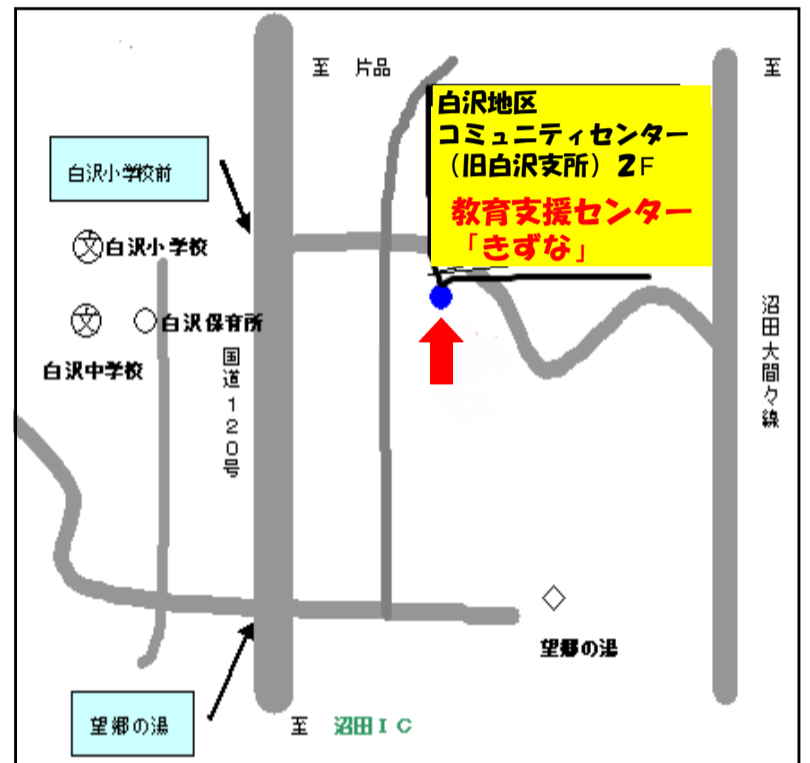 至 片品
至
白沢地区
コミュニティセンター
(旧白沢支所) 2F
教育支援センター
「きずな」
白沢小学校前
白沢小学校
文
白沢保育所
文
白沢中学校
国道120号
沼田大間々線
望郷の湯
望郷の湯
至 沼田IC